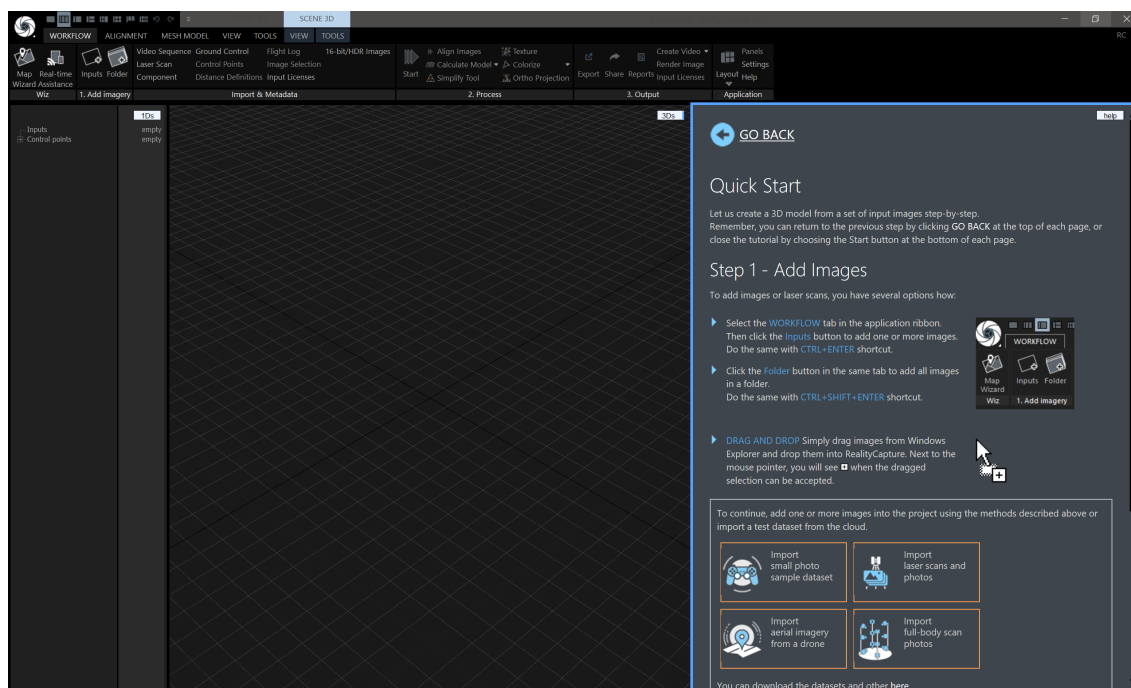 SCENE 3D
WORKFLOW ALIGNMENT MESH MODEL VIEW TOOLS VIEW TOOLS
Map Wizard
Real-time Assistance
Inputs
Folder
Video Sequence Ground Control Flight Log 16-bit/HDR Images
Laser Scan Control Points Image Selection
Component Distance Definitions Input Licenses
Start
Align Images Texture
Calculate Model Colorize
Simplify Tool Ortho Projection
Export Share Reports
Create Video
Render Image
Input Licenses
Layout
Panels
Settings
Help
Wiz 1. Add imagery Import & Metadata 2. Process 3. Output Application
1Ds
Inputs empty
Control points empty
3Ds
help
RC
GO BACK
Quick Start
Let us create a 3D model from a set of input images step-by-step.
Remember, you can return to the previous step by clicking GO BACK at the top of each page, or
close the tutorial by choosing the Start button at the bottom of each page.
Step 1 - Add Images
To add images or laser scans, you have several options how:
Select the WORKFLOW tab in the application ribbon.
Then click the Inputs button to add one or more images.
Do the same with CTRL+ENTER shortcut.
Click the Folder button in the same tab to add all images
in a folder.
Do the same with CTRL+SHIFT+ENTER shortcut.
WORKFLOW
Map Wizard
Inputs Folder
Wiz 1. Add imagery
DRAG AND DROP Simply drag images from Windows
Explorer and drop them into RealityCapture. Next to the
mouse pointer, you will see when the dragged
selection can be accepted.
To continue, add one or more images into the project using the methods described above or
import a test dataset from the cloud.
Import
small photo
sample dataset
Import
laser scans and
photos
Import
aerial imagery
from a drone
Import
full-body scan
photos
You can download the datasets and other here